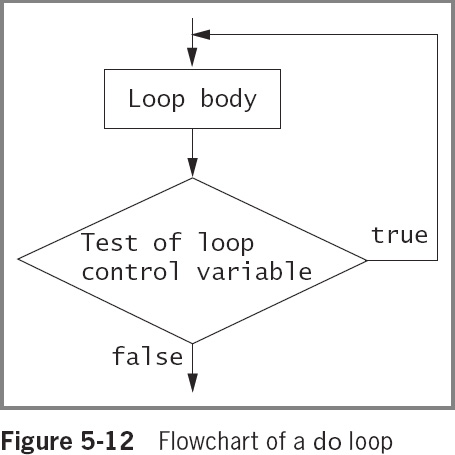 Loop body
Test of loop
control variable
true
false
Figure 5-12 Flowchart of a do loop